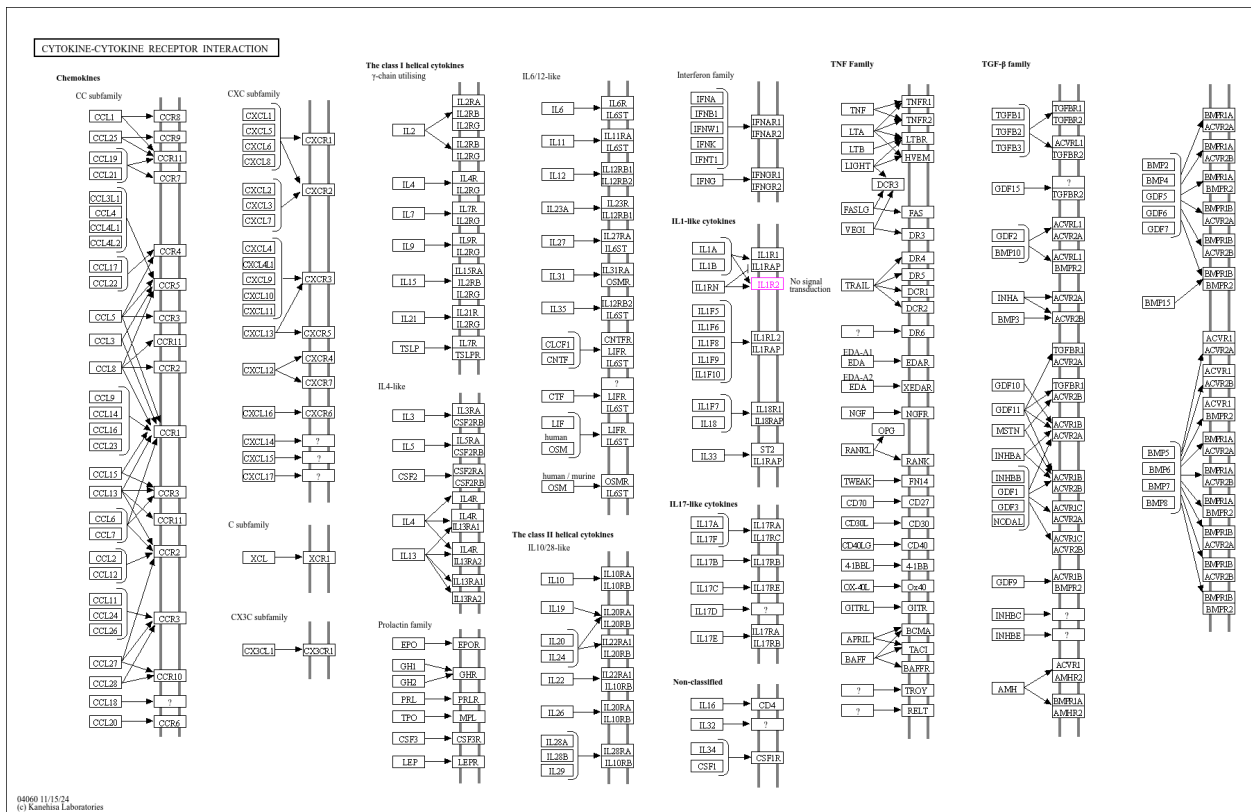 CYTOKINE-CYTOKINE RECEPTOR INTERACTION
Chemokines
CC subfamily
CCL1
CCL25
CCL19
CCL21
CCL3L1
CCL4
CCL4L1
CCL4L2
CCL17
CCL22
CCL5
CCL3
CCL8
CCL9
CCL14
CCL16
CCL23
CCL15
CCL13
CCL6
CCL7
CCL2
CCL12
CCL11
CCL24
CCL26
CCL27
CCL28
CCL18
CCL20
CCR8
CCR9
CCR11
CCR7
CCR4
CCR5
CCR3
CCR11
CCR2
CCR1
CCR3
CCR11
CCR2
CCR3
CCR10
?
CCR6
CXC subfamily
CXCL1
CXCL5
CXCL6
CXCL8
CXCL2
CXCL3
CXCL7
CXCL4
CXCL4L1
CXCL9
CXCL10
CXCL11
CXCL13
CXCL12
CXCL16
CXCL14
CXCL15
CXCL17
CXCR1
CXCR2
CXCR3
CXCR5
CXCR4
CXCR7
CXCR6
?
?
?
C subfamily
XCL
XCR1
CX3C subfamily
CX3CL1
CX3CR1
The class I helical cytokines
γ-chain utilising
IL2
IL4
IL7
IL9
IL15
IL21
TSLP
IL2RA
IL2RB
IL2RG
IL2RB
IL2RG
IL4R
IL2RG
IL7R
IL2RG
IL9R
IL2RG
IL15RA
IL2RB
IL2RG
IL21R
IL2RG
IL7R
TSLPR
IL4-like
IL3
IL5
CSF2
IL4
IL13
IL3RA
CSF2RB
IL5RA
CSF2RB
CSF2RA
CSF2RB
IL4R
IL4R
IL13RA1
IL4R
IL13RA2
IL13RA1
IL13RA2
Prolactin family
EPO
GH1
GH2
PRL
TPO
CSF3
LEP
EPOR
GHR
PRLR
MPL
CSF3R
LEPR
IL6/12-like
IL6
IL11
IL12
IL23A
IL27
IL31
IL35
CLCF1
CNTF
CTF
LIF
human
OSM
human / murine
OSM
IL6R
IL6ST
IL11RA
IL6ST
IL12RB1
IL12RB2
IL23R
IL12RB1
IL27RA
IL6ST
IL31RA
OSMR
IL12RB2
IL6ST
CNTFR
LIFR
IL6ST
?
LIFR
IL6ST
LIFR
IL6ST
OSMR
IL6ST
The class II helical cytokines
IL10/28-like
IL10
IL19
IL20
IL24
IL22
IL26
IL28A
IL28B
IL29
IL10RA
IL10RB
IL20RA
IL20RB
IL22RA1
IL20RB
IL22RA1
IL10RB
IL20RA
IL10RB
IL28RA
IL10RB
Interferon family
IFNA
IFNB1
IFNW1
IFNK
IFNT1
IFNG
IFNAR1
IFNAR2
IFNGR1
IFNGR2
IL1-like cytokines
IL1A
IL1B
IL1RN
IL1F5
IL1F6
IL1F8
IL1F9
IL1F10
IL1F7
IL18
IL33
IL1R1
IL1RAP
IL1R2
No signal
transduction
IL1RL2
IL1RAP
IL18R1
IL18RAP
ST2
IL1RAP
IL17-like cytokines
IL17A
IL17F
IL17B
IL17C
IL17D
IL17E
IL17RA
IL17RC
IL17RB
IL17RE
?
IL17RA
IL17RB
Non-classified
IL16
IL32
IL34
CSF1
CD4
?
CSF1R
TNF Family
TNF
LTA
LTB
LIGHT
FASLG
VEGI
TRAIL
?
EDA-A1
EDA
EDA-A2
EDA
NGF
RANKL
TWEAK
CD70
CD30L
CD40LG
4-1BBL
OX-40L
GITRL
APRIL
BAFF
?
?
TNFR1
TNFR2
LTBR
HVEM
DCR3
FAS
DR3
DR4
DR5
DCR1
DCR2
DR6
EDAR
XEDAR
NGFR
OPG
RANK
FN14
CD27
CD30
CD40
4-1BB
Ox40
GITR
BCMA
TACI
BAFFR
TROY
RELT
TGF-β family
TGFB1
TGFB2
TGFB3
GDF15
GDF2
BMP10
INHA
BMP3
GDF10
GDF11
MSTN
INHBA
INHBB
GDF1
GDF3
NODAL
GDF9
INHBC
INHBE
AMH
TGFBR1
TGFBR2
ACVRL1
TGFBR2
?
TGFBR2
ACVRL1
ACVR2A
ACVRL1
BMPR2
ACVR2A
ACVR2B
TGFBR1
ACVR2A
TGFBR1
ACVR2B
ACVR1B
ACVR2A
ACVR1B
ACVR2B
ACVR1C
ACVR2A
ACVR1C
ACVR2B
ACVR1B
BMPR2
?
?
ACVR1
AMHR2
BMPR1A
AMHR2
BMP2
BMP4
GDF5
GDF6
GDF7
BMP15
BMP5
BMP6
BMP7
BMP8
BMPR1A
ACVR2A
BMPR1A
ACVR2B
BMPR1A
BMPR2
BMPR1B
ACVR2A
BMPR1B
ACVR2B
BMPR1B
BMPR2
ACVR1
ACVR2A
ACVR1
ACVR2B
ACVR1
BMPR2
BMPR1A
ACVR2A
BMPR1A
ACVR2B
BMPR1A
BMPR2
BMPR1B
ACVR2A
BMPR1B
ACVR2B
BMPR1B
BMPR2
04060 11/15/24
(c) Kanehisa Laboratories